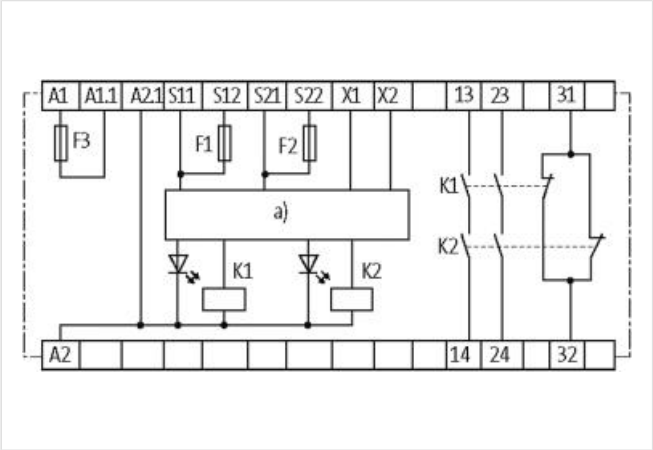 A1 A1.1 A2.1 S11 S12 S21 S22 X1 X2 13 23 31
F3 F1 F2
K1
a)
K2
K1 K2
A2 14 24 32